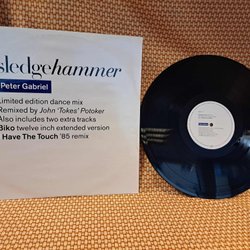 sledgehammer
Peter Gabriel
Limited edition dance mix
Remixed by John 'Tokes' Potoker
Also includes two extra tracks
Biko twelve inch extended version
I Have The Touch '85 remix